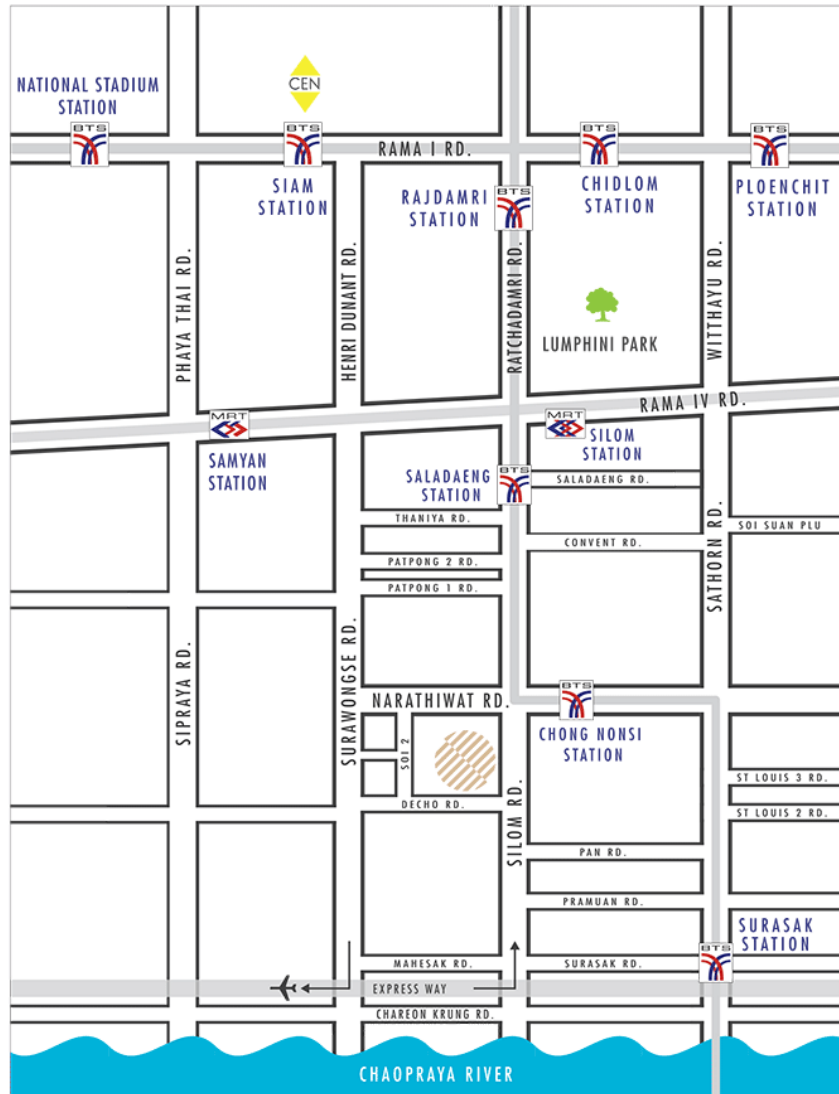 NATIONAL STADIUM
STATION
CEN
BTS
BTS
BTS
BTS
RAMA I RD.
SIAM
STATION
CHIDLOM
STATION
PLOENCHIT
STATION
BTS
RAJDAMRI
STATION
PHAYA THAI RD.
HENRI DUNANT RD.
RATCHADAMRI RD.
WITTHAYU RD.
LUMPHINI PARK
RAMA IV RD.
MRT
MRT
SAMYAN
STATION
SILOM
STATION
BTS
SALADAENG
STATION
SALADAENG RD.
THANIYA RD.
SOI SUAN PLU
CONVENT RD.
PATPONG 2 RD.
PATPONG 1 RD.
SATHORN RD.
SIPRAYA RD.
SURAWONGSE RD.
NARATHIWAT RD.
BTS
CHONG NONSI
STATION
SOI 2
DECHO RD.
SILOM RD.
ST LOUIS 3 RD.
ST LOUIS 2 RD.
PAN RD.
PRAMUAN RD.
SURASAK
STATION
BTS
MAHESAK RD.
SURASAK RD.
EXPRESS WAY
CHAREON KRUNG RD.
CHAOPRAYA RIVER